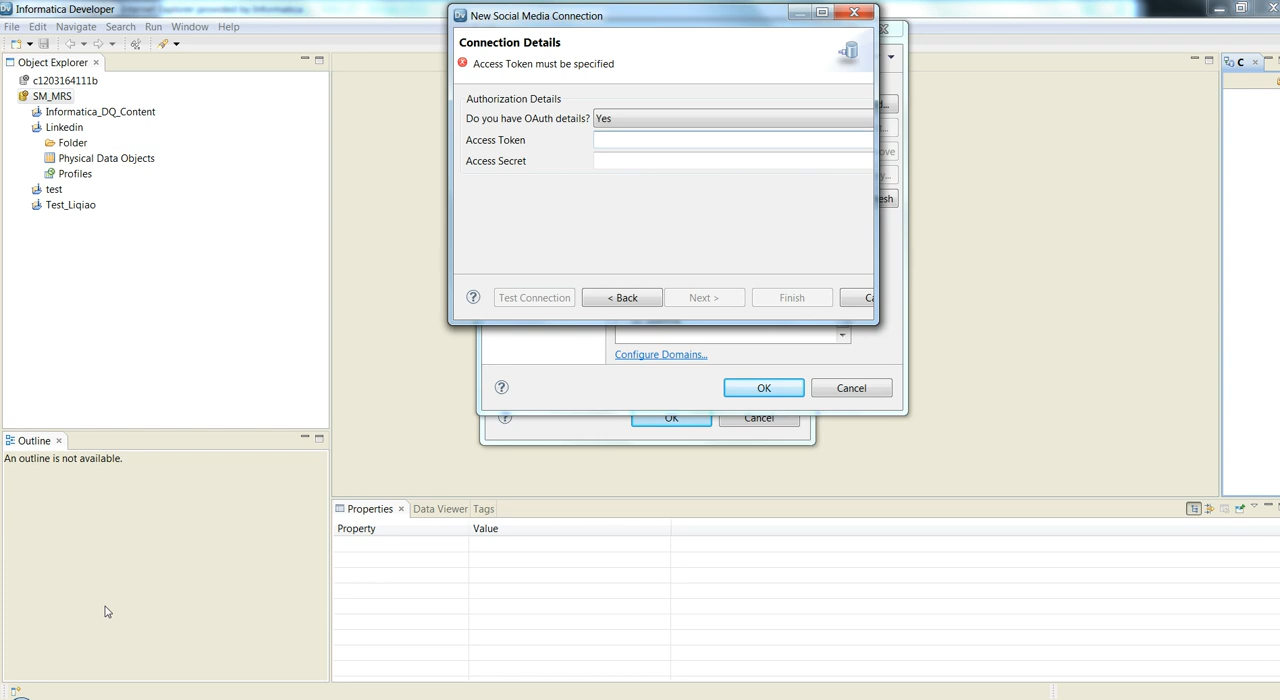 Informatica Developer
File Edit Navigate Search Run Window Help
Object Explorer
c1203164111b
SM_MRS
Informatica_DQ_Content
Linkedin
Folder
Physical Data Objects
Profiles
test
Test_Liqiao
New Social Media Connection
Connection Details
Access Token must be specified
Authorization Details
Do you have OAuth details? Yes
Access Token
Access Secret
Test Connection < Back Next > Finish Ca
Configure Domains...
OK Cancel
OK Cancel
C
Outline
An outline is not available.
Properties Data Viewer Tags
Property Value